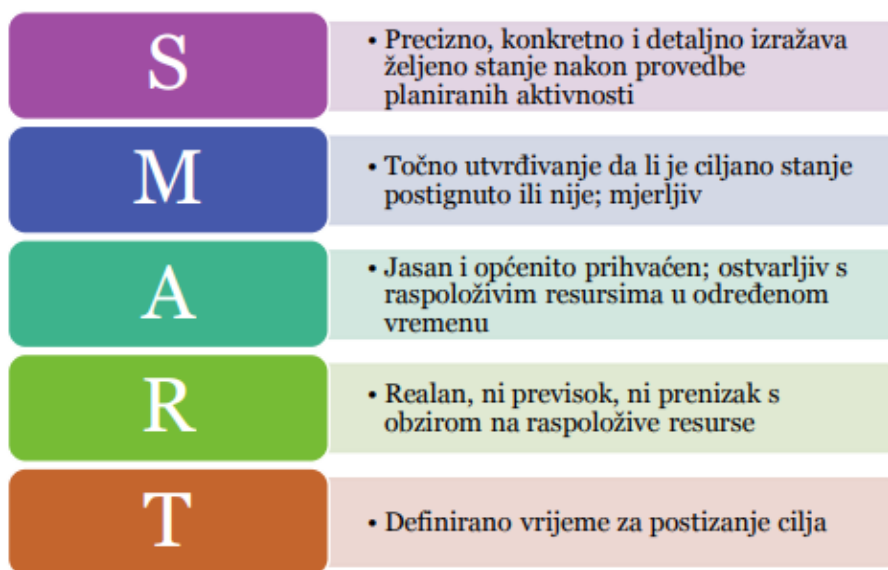 S
• Precizno, konkretno i detaljno izražava
željeno stanje nakon provedbe
planiranih aktivnosti
M
• Točno utvrđivanje da li je ciljano stanje
postignuto ili nije; mjerljiv
A
• Jasan i općenito prihvaćen; ostvarljiv s
raspoloživim resursima u određenom
vremenu
R
• Realan, ni previsok, ni prenizak s
obzirom na raspoložive resurse
T
• Definirano vrijeme za postizanje cilja